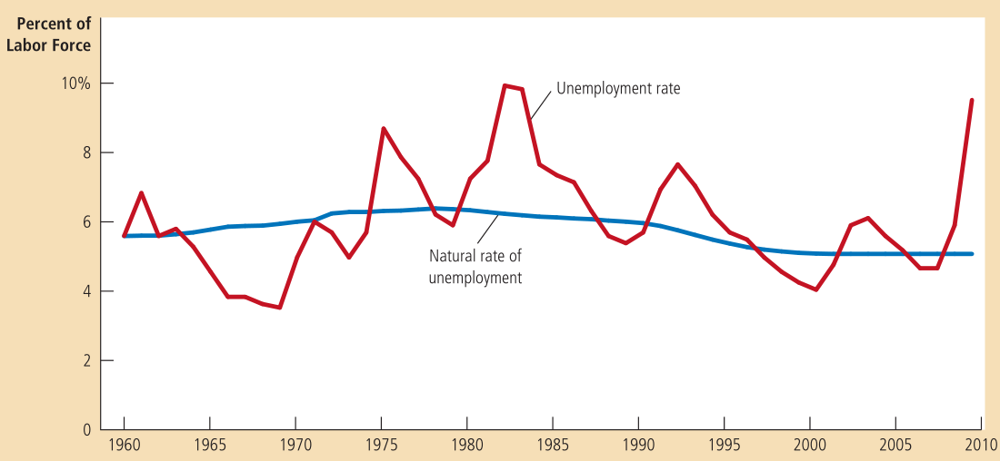 Percent of
Labor Force
10%
8
6
4
2
0
Unemployment rate
Natural rate of
unemployment
1960 1965 1970 1975 1980 1985 1990 1995 2000 2005 2010